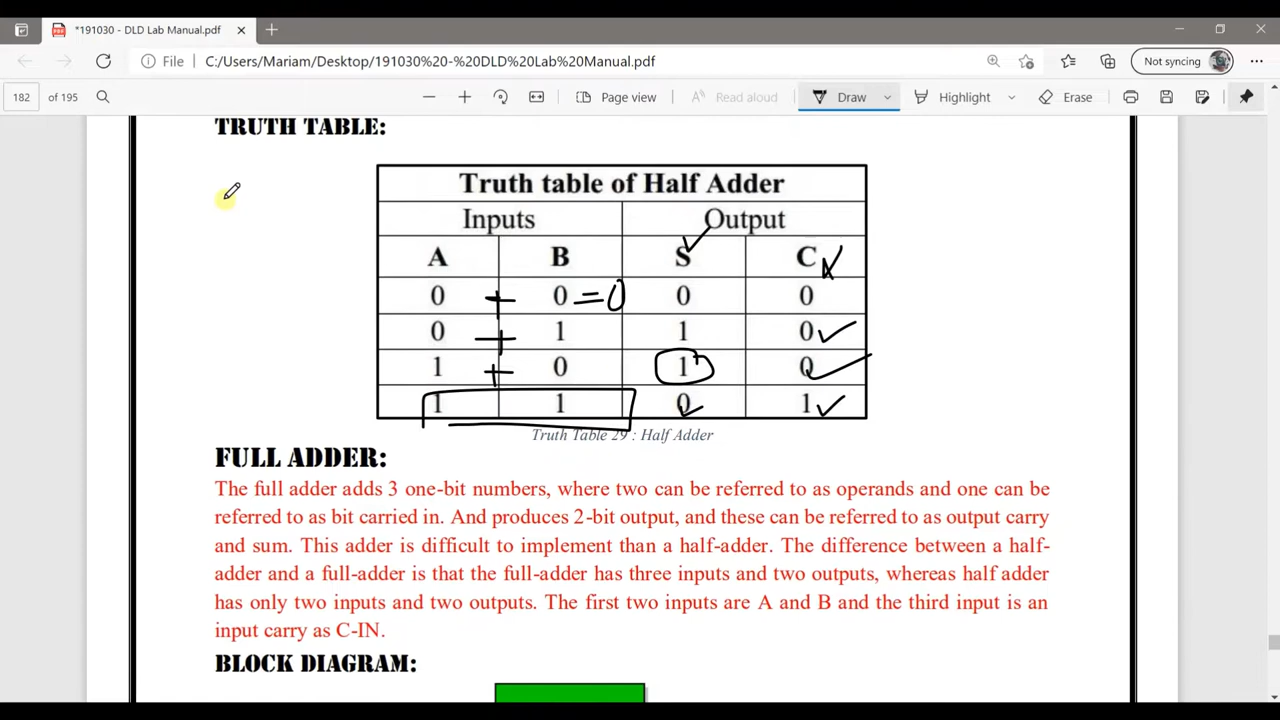 *191030 - DLD Lab Manual.pdf
File C:/Users/Mariam/Desktop/191030%20-%20DLD%20Lab%20Manual.pdf Not syncing
182 of 195 Page view Read aloud Draw Highlight Erase
TRUTH TABLE:
Truth table of Half Adder
Inputs Output
A B S C
0 + 0 = 0 0 0
0 + 1 1 0
1 + 0 1 0
1 1 0 1
Truth Table 29 : Half Adder
FULL ADDER:
The full adder adds 3 one-bit numbers, where two can be referred to as operands and one can be
referred to as bit carried in. And produces 2-bit output, and these can be referred to as output carry
and sum. This adder is difficult to implement than a half-adder. The difference between a half-
adder and a full-adder is that the full-adder has three inputs and two outputs, whereas half adder
has only two inputs and two outputs. The first two inputs are A and B and the third input is an
input carry as C-IN.
BLOCK DIAGRAM: